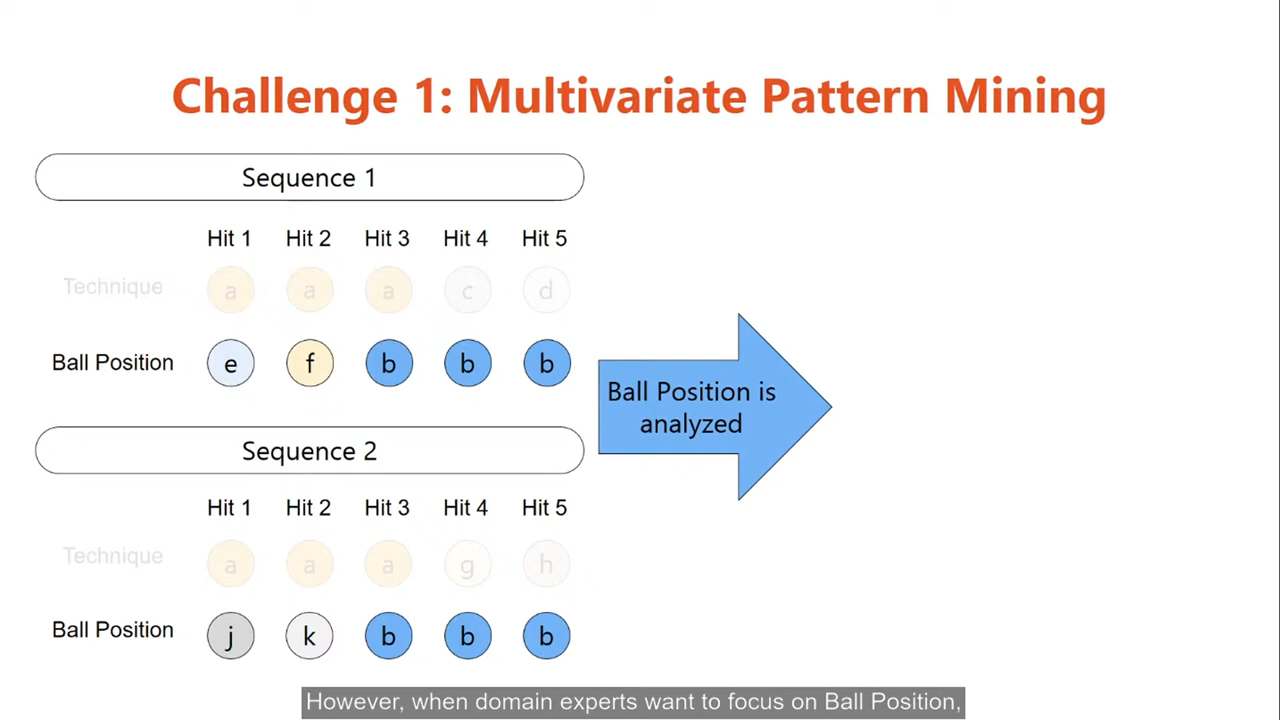 Challenge 1: Multivariate Pattern Mining
Sequence 1
Hit 1 Hit 2 Hit 3 Hit 4 Hit 5
Technique a a a c d
Ball Position e f b b b
Ball Position is
analyzed
Sequence 2
Hit 1 Hit 2 Hit 3 Hit 4 Hit 5
Technique a a a g h
Ball Position j k b b b
However, when domain experts want to focus on Ball Position,